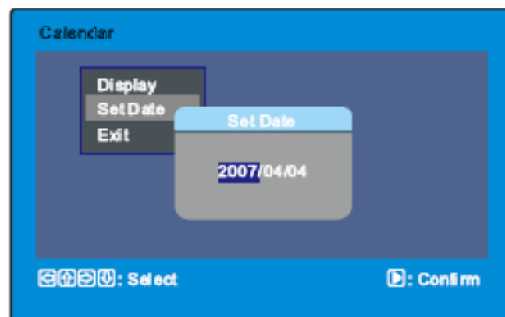 Calendar
Display
Set Date
Exit
Set Date
2007/04/04
: Select
: Confirm